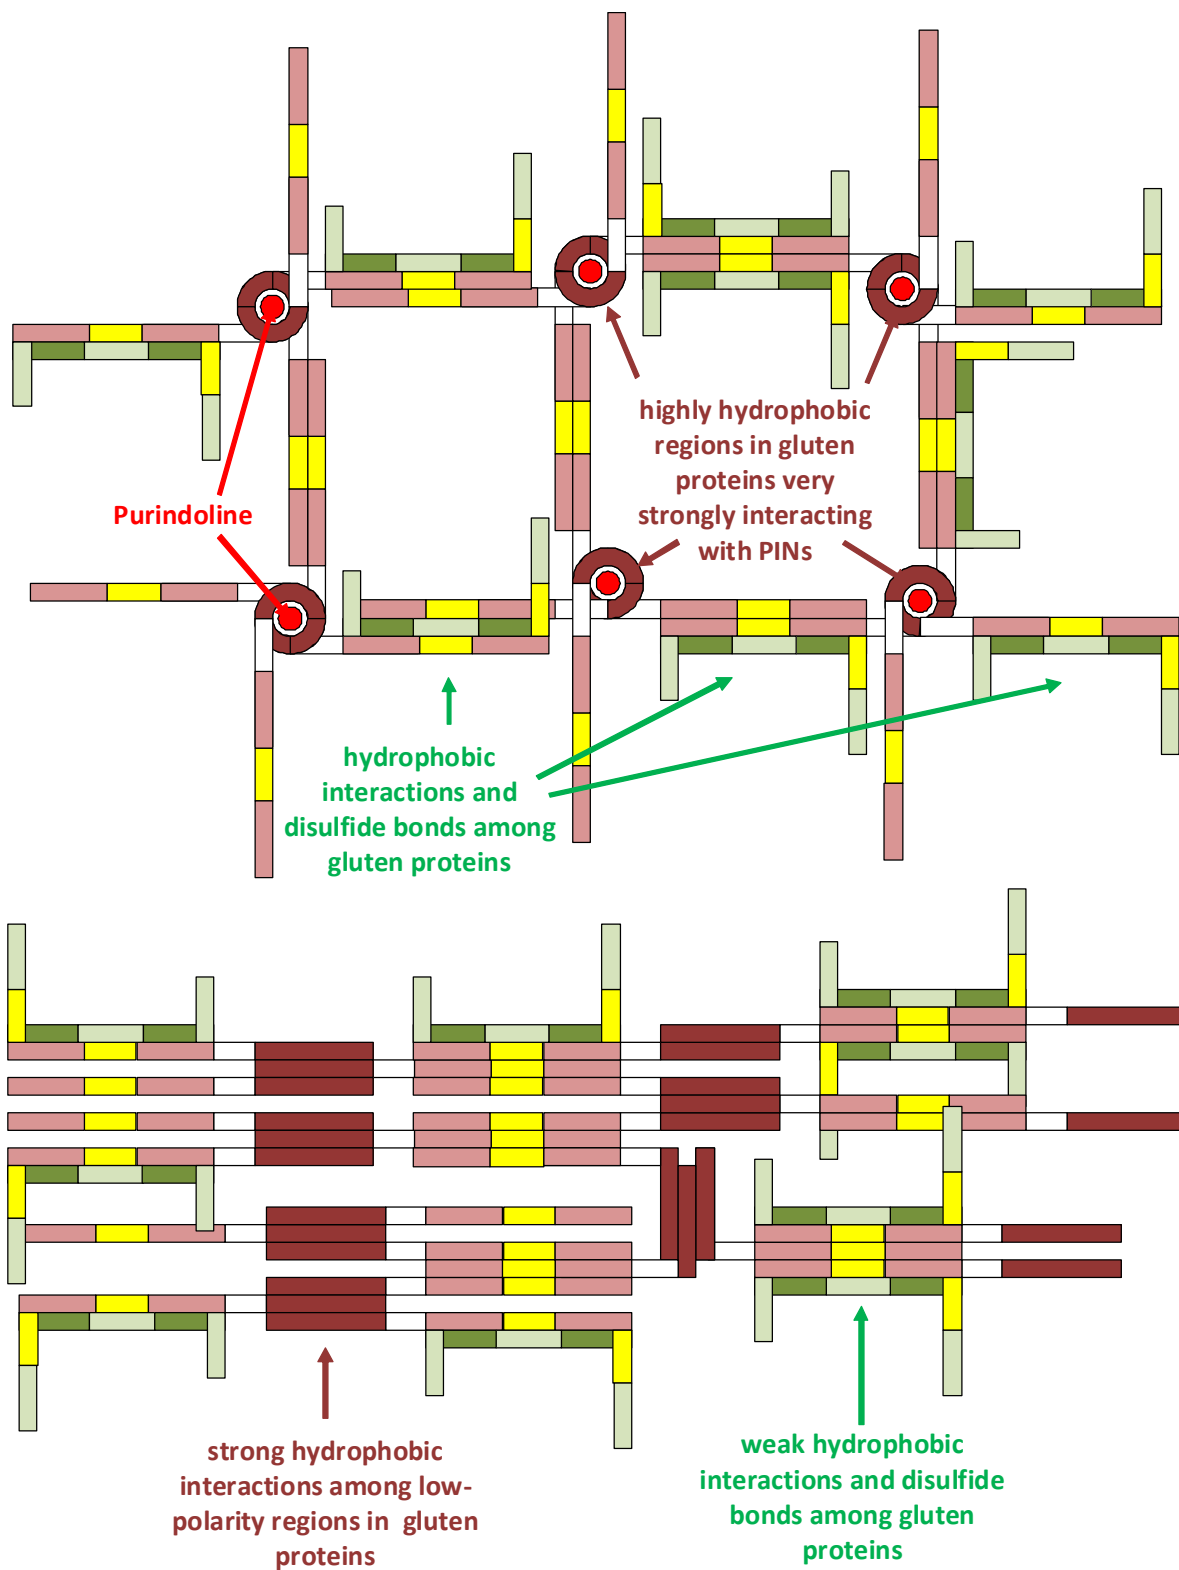 highly hydrophobic
regions in gluten
proteins very
strongly interacting
with PINs
Purindoline
hydrophobic
interactions and
disulfide bonds among
gluten proteins
strong hydrophobic
interactions among low-
polarity regions in gluten
proteins
weak hydrophobic
interactions and disulfide
bonds among gluten
proteins